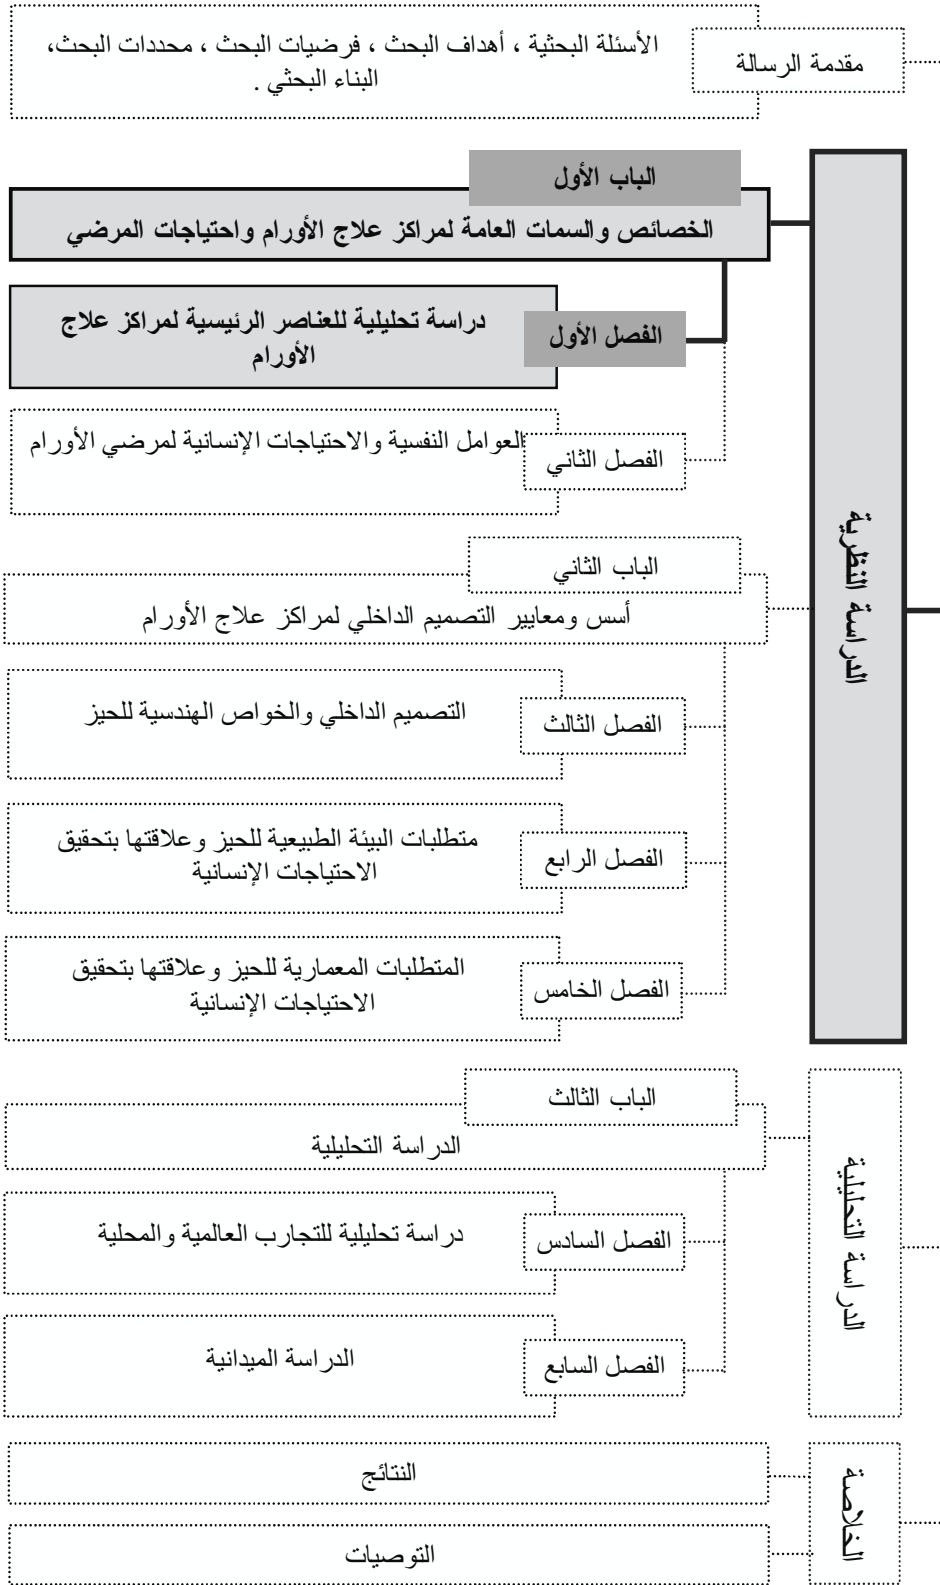 مقدمة الرسالة
الأسئلة البحثية ، أهداف البحث ، فرضيات البحث ، محددات البحث،
البناء البحثي .
الدراسة النظرية
الباب الأول
الخصائص والسمات العامة لمراكز علاج الأورام واحتياجات المرضي
الفصل الأول
دراسة تحليلية للعناصر الرئيسية لمراكز علاج
الأورام
الفصل الثاني
العوامل النفسية والاحتياجات الإنسانية لمرضي الأورام
الباب الثاني
أسس ومعايير التصميم الداخلي لمراكز علاج الأورام
الفصل الثالث
التصميم الداخلي والخواص الهندسية للحيز
الفصل الرابع
متطلبات البيئة الطبيعية للحيز وعلاقتها بتحقيق
الاحتياجات الإنسانية
الفصل الخامس
المتطلبات المعمارية للحيز وعلاقتها بتحقيق
الاحتياجات الإنسانية
الدراسة التحليلية
الباب الثالث
الدراسة التحليلية
الفصل السادس
دراسة تحليلية للتجارب العالمية والمحلية
الفصل السابع
الدراسة الميدانية
الخلاصة
النتائج
التوصيات